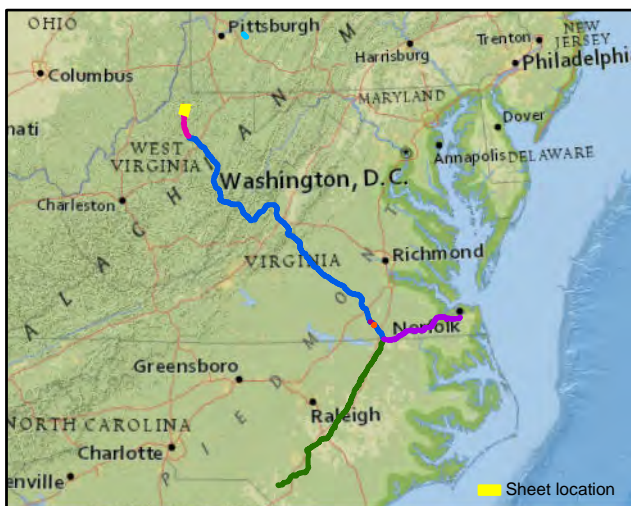 OHIO
Pittsburgh
NEW
JERSEY
Trenton
Harrisburg
Columbus
Philadelphia
MARYLAND
nati
Dover
WEST
VIRGINIA
Annapolis
DELAWARE
Washington, D.C.
Charleston
Richmond
VIRGINIA
Norfolk
Greensboro
Raleigh
NORTH CAROLINA
Charlotte
enville
A L A C H I A N M
P I E D M O N T
Sheet location